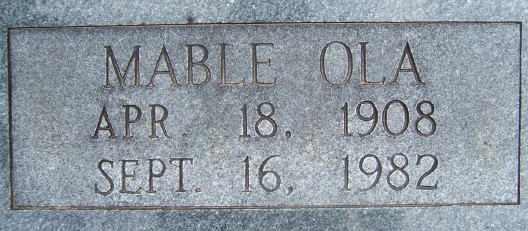 MABLE OLA
APR. 18, 1908
SEPT. 16, 1982